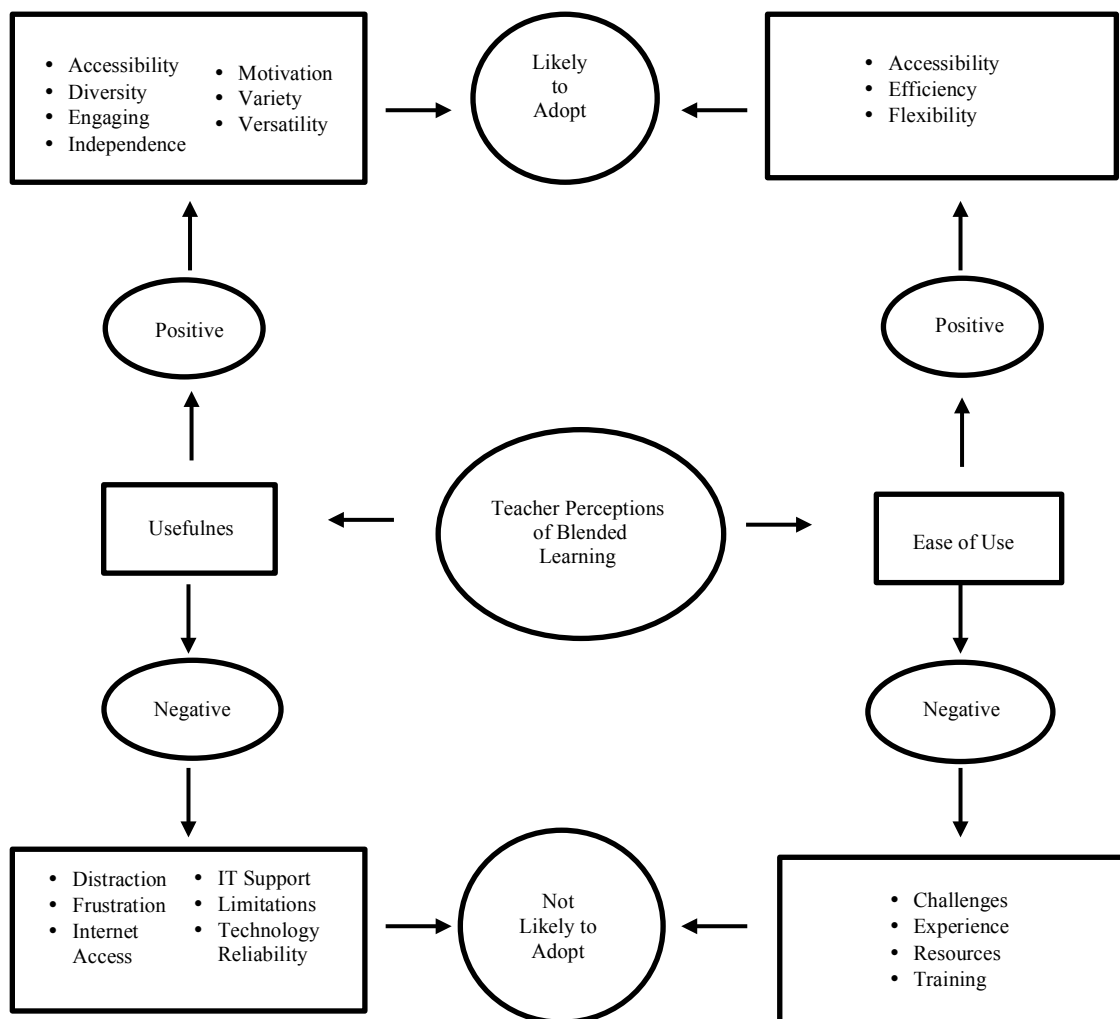 • Accessibility
• Diversity
• Engaging
• Independence
• Motivation
• Variety
• Versatility
Likely
to
Adopt
• Accessibility
• Efficiency
• Flexibility
Positive
Positive
Usefulnes
Teacher Perceptions
of Blended
Learning
Ease of Use
Negative
Negative
• Distraction
• Frustration
• Internet
Access
• IT Support
• Limitations
• Technology
Reliability
Not
Likely to
Adopt
• Challenges
• Experience
• Resources
• Training